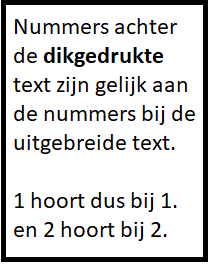 Nummers achter
de dikgedrukte
text zijn gelijk aan
de nummers bij de
uitgebreide text.
1 hoort dus bij 1.
en 2 hoort bij 2.